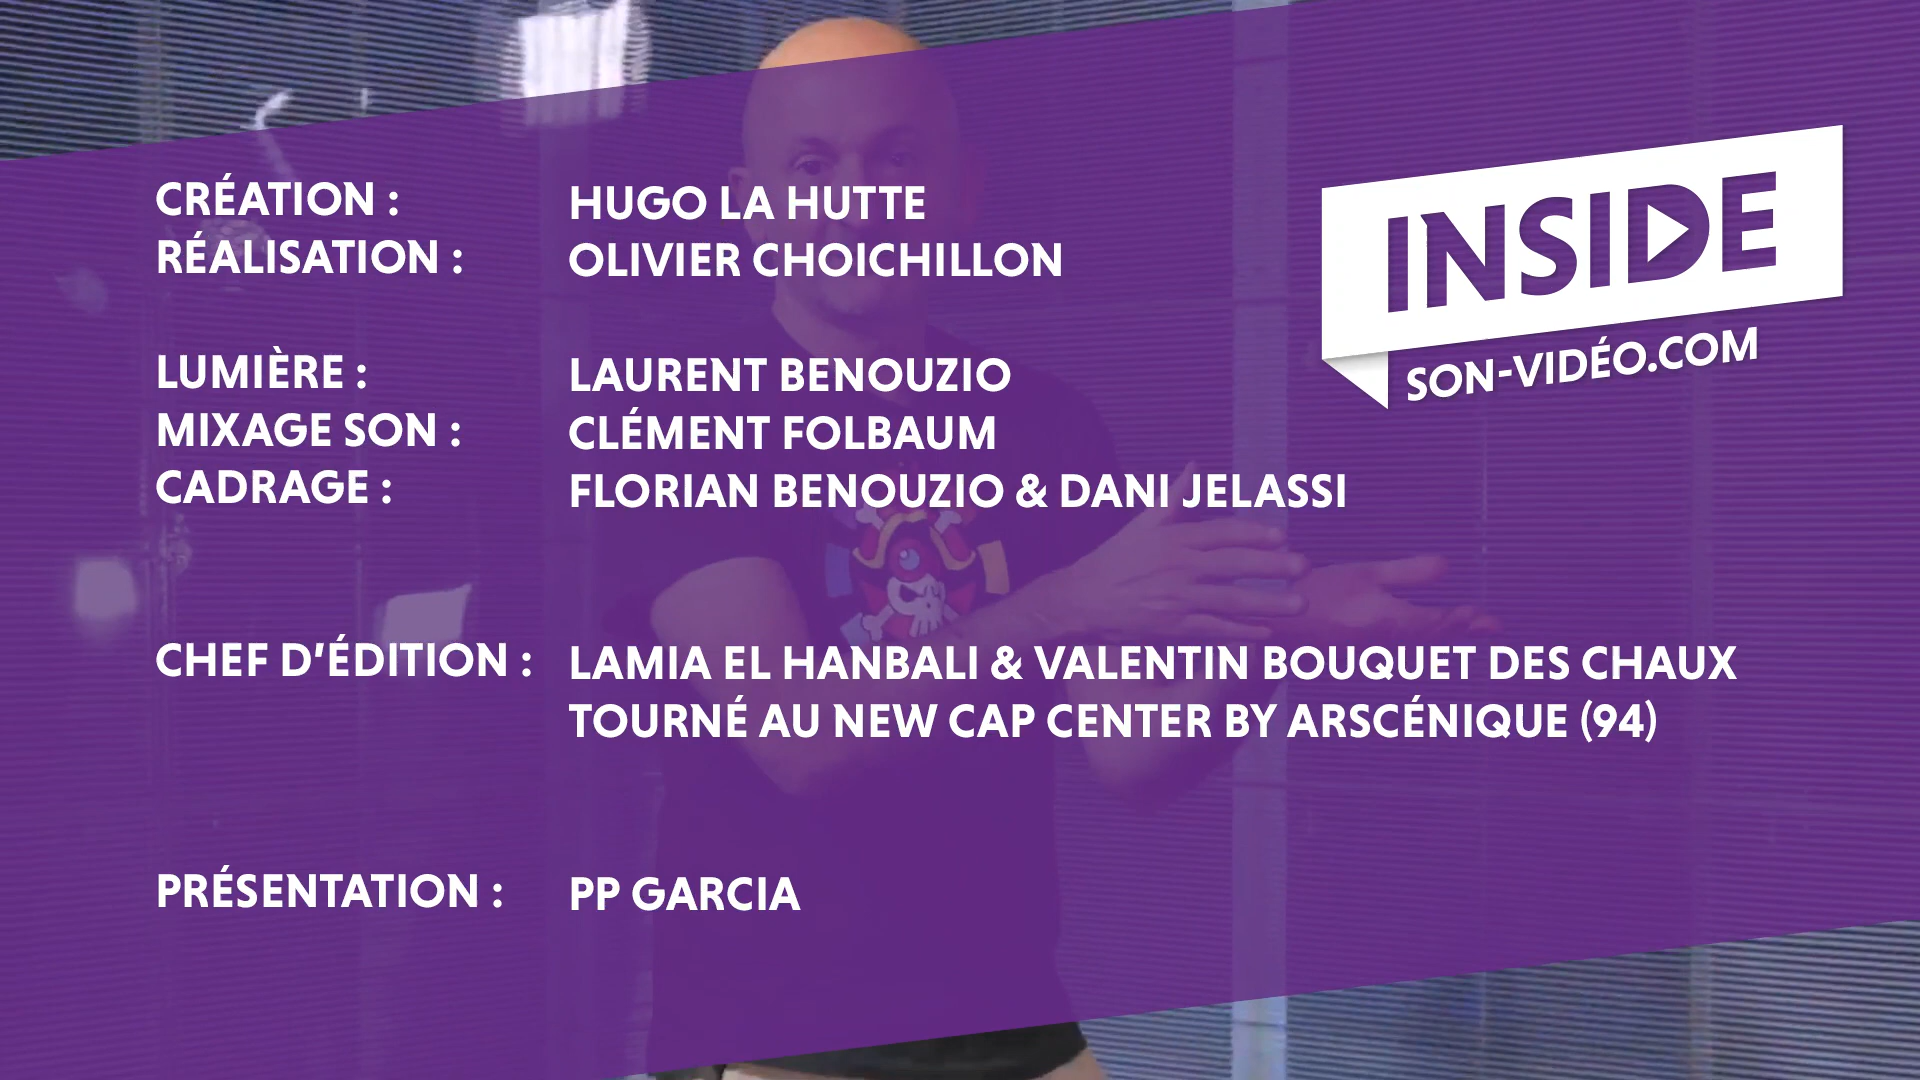 CRÉATION : HUGO LA HUTTE
RÉALISATION : OLIVIER CHOICHILLON
LUMIÈRE : LAURENT BENOUZIO
MIXAGE SON : CLÉMENT FOLBAUM
CADRAGE : FLORIAN BENOUZIO & DANI JELASSI
CHEF D'ÉDITION : LAMIA EL HANBALI & VALENTIN BOUQUET DES CHAUX
TOURNÉ AU NEW CAP CENTER BY ARSCÉNIQUE (94)
PRÉSENTATION : PP GARCIA
INSIDE
SON-VIDÉO.COM